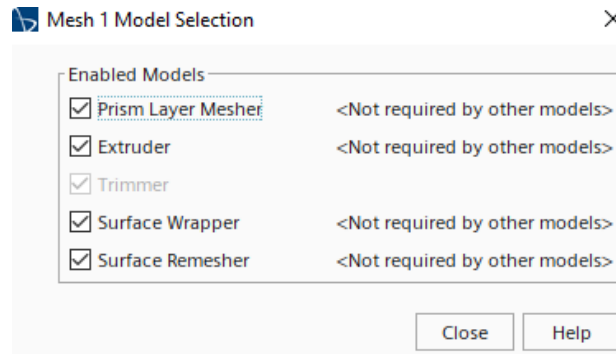 Mesh 1 Model Selection
Enabled Models
Prism Layer Mesher <Not required by other models>
Extruder <Not required by other models>
Trimmer
Surface Wrapper <Not required by other models>
Surface Remesher <Not required by other models>
Close Help